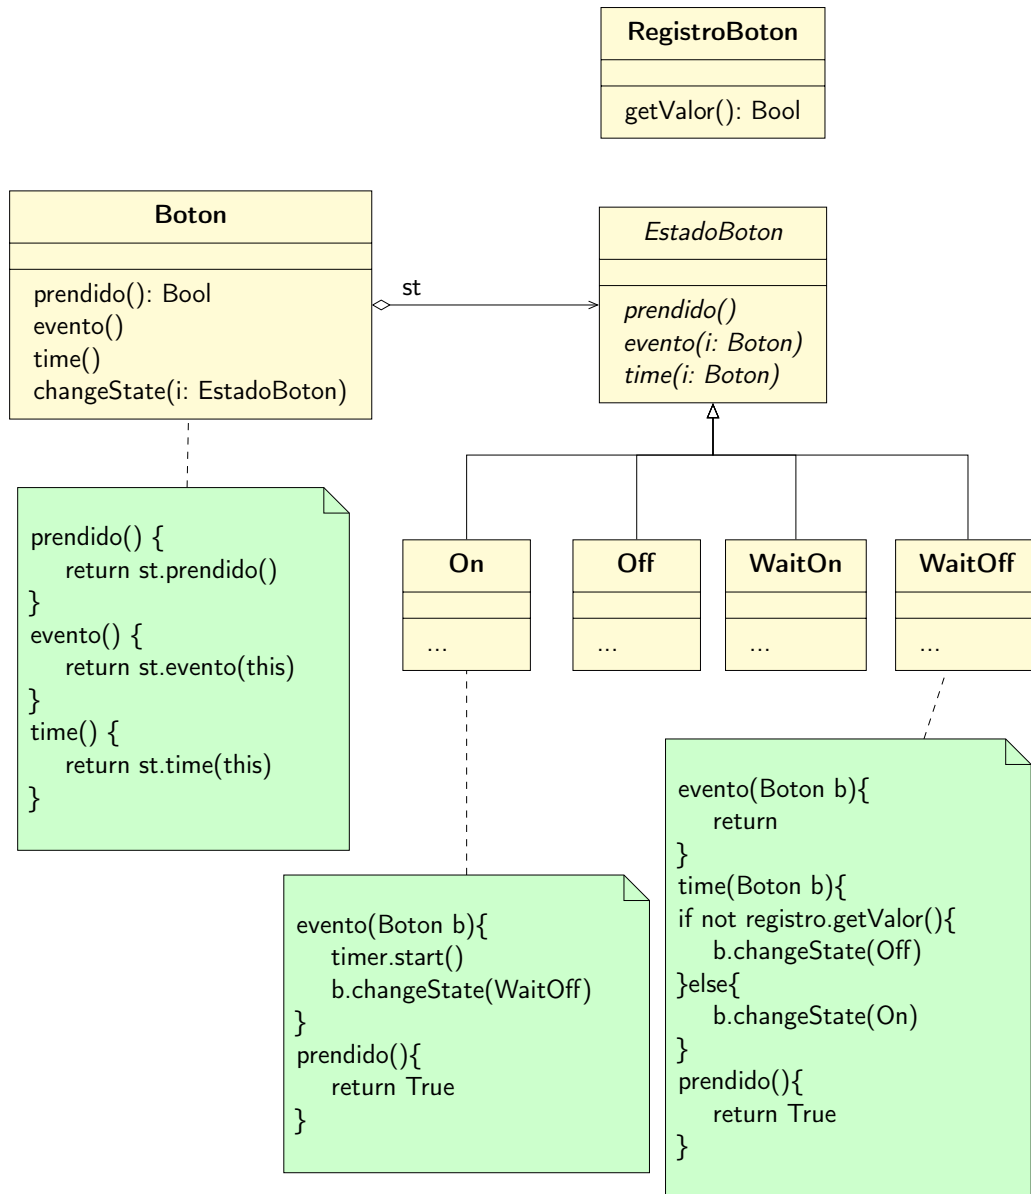 RegistroBoton
getValor(): Bool
Boton
prendido(): Bool
evento()
time()
changeState(i: EstadoBoton)
st
EstadoBoton
prendido()
evento(i: Boton)
time(i: Boton)
prendido() {
return st.prendido()
}
evento() {
return st.evento(this)
}
time() {
return st.time(this)
}
On
...
Off
...
WaitOn
...
WaitOff
...
evento(Boton b){
timer.start()
b.changeState(WaitOff)
}
prendido(){
return True
}
evento(Boton b){
return
}
time(Boton b){
if not registro.getValor(){
b.changeState(Off)
}else{
b.changeState(On)
}
prendido(){
return True
}